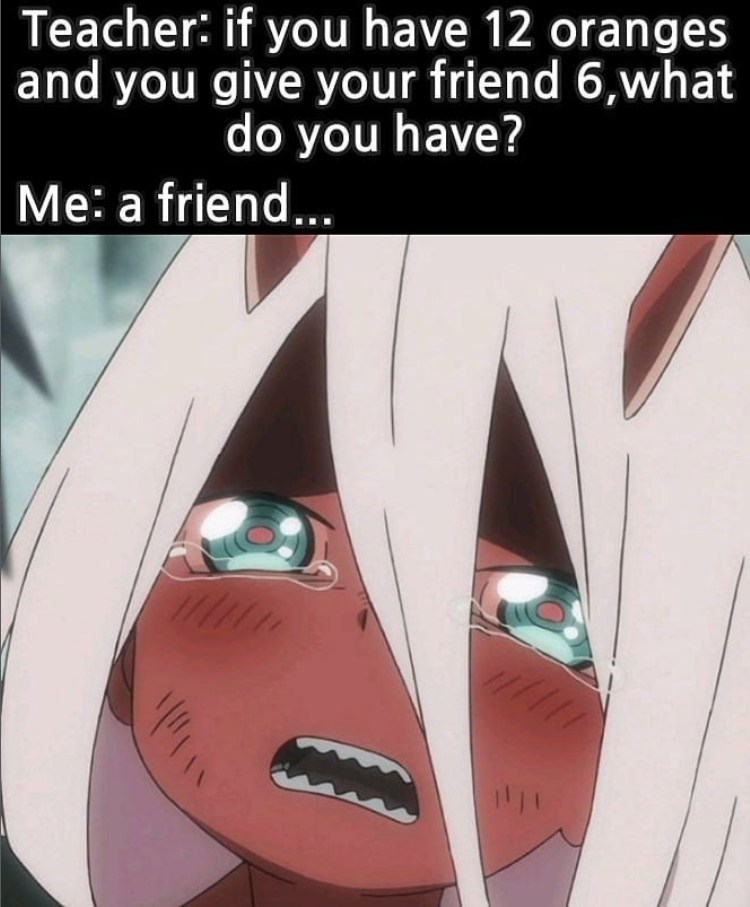 Teacher: if you have 12 oranges
and you give your friend 6,what
do you have?
Me: a friend...